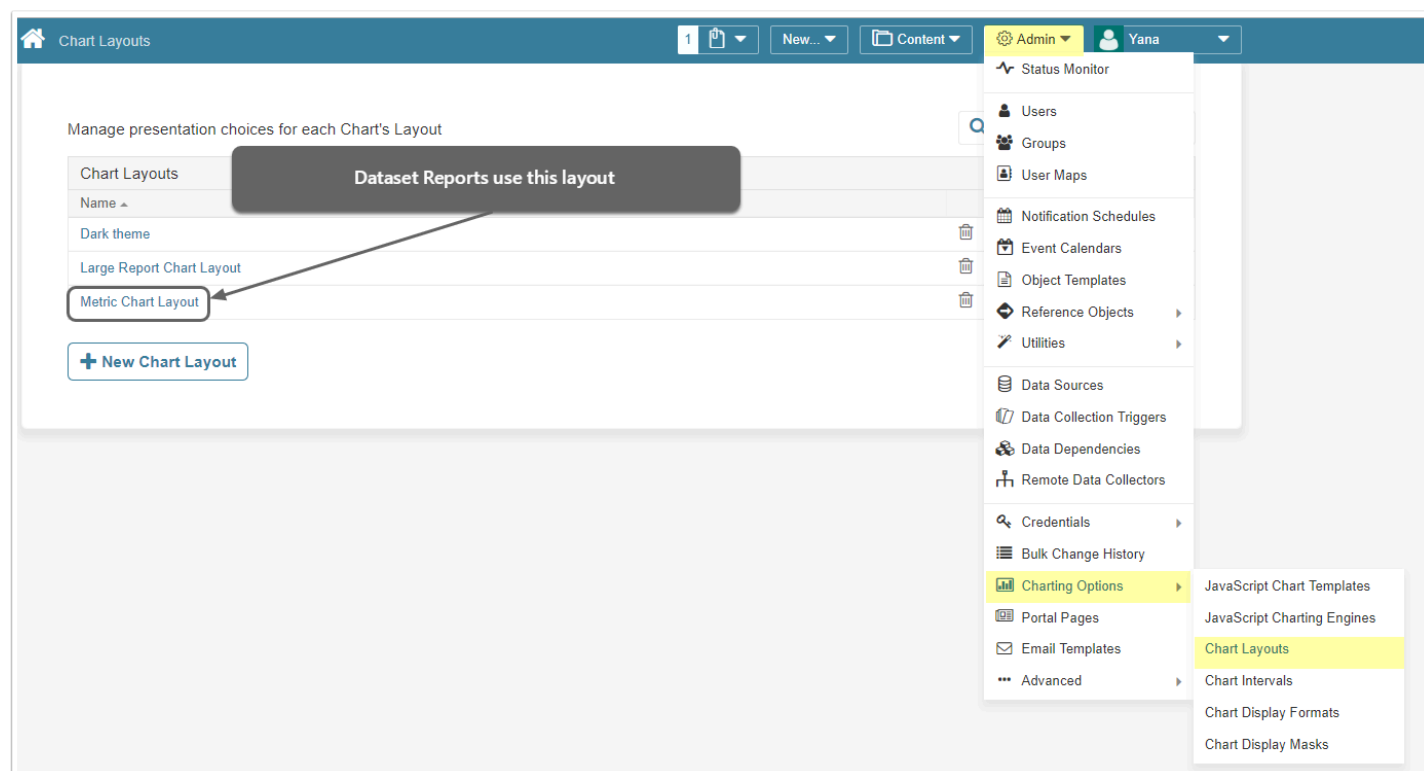 Chart Layouts
1
New...
Content
Admin
Yana
Status Monitor
Manage presentation choices for each Chart's Layout
Users
Groups
User Maps
Chart Layouts
Name
Dataset Reports use this layout
Dark theme
Large Report Chart Layout
Metric Chart Layout
New Chart Layout
Notification Schedules
Event Calendars
Object Templates
Reference Objects
Utilities
Data Sources
Data Collection Triggers
Data Dependencies
Remote Data Collectors
Credentials
Bulk Change History
Charting Options
Portal Pages
Email Templates
Advanced
JavaScript Chart Templates
JavaScript Charting Engines
Chart Layouts
Chart Intervals
Chart Display Formats
Chart Display Masks